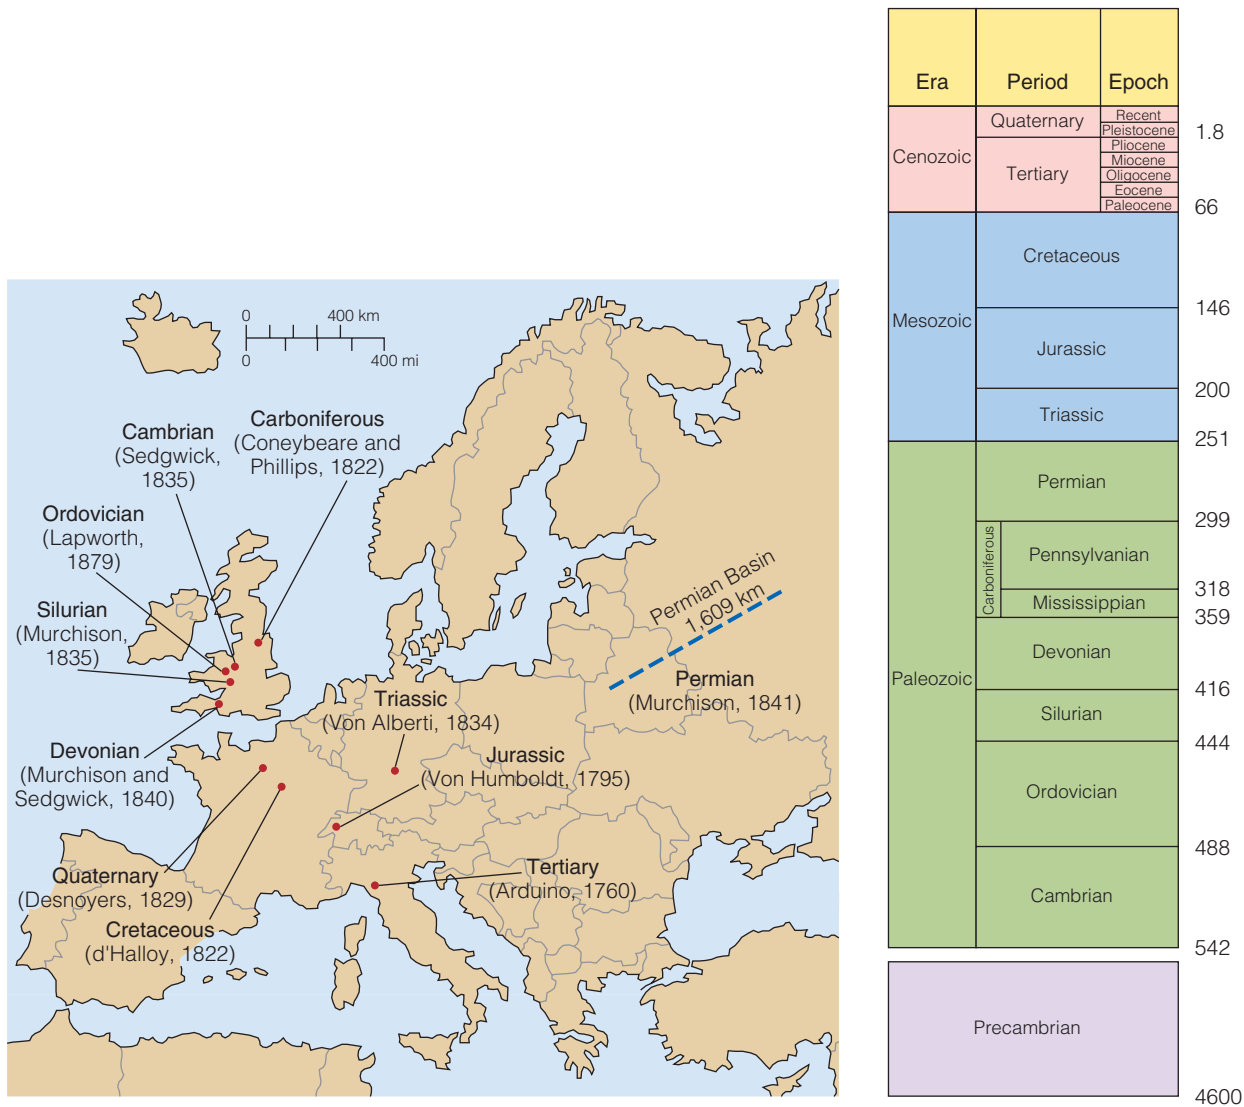 0 400 km
0 400 mi
Carboniferous
(Coneybeare and
Phillips, 1822)
Cambrian
(Sedgwick,
1835)
Ordovician
(Lapworth,
1879)
Silurian
(Murchison,
1835)
Devonian
(Murchison and
Sedgwick, 1840)
Permian Basin
1,609 km
Permian
(Murchison, 1841)
Triassic
(Von Alberti, 1834)
Jurassic
(Von Humboldt, 1795)
Tertiary
(Arduino, 1760)
Quaternary
(Desnoyers, 1829)
Cretaceous
(d'Halloy, 1822)
Era Period Epoch
Cenozoic
Quaternary
Recent
Pleistocene
1.8
Tertiary
Pliocene
Miocene
Oligocene
Eocene
Paleocene
66
Mesozoic
Cretaceous
146
Jurassic
200
Triassic
251
Paleozoic
Permian
299
Carboniferous
Pennsylvanian
318
Mississippian
359
Devonian
416
Silurian
444
Ordovician
488
Cambrian
542
Precambrian
4600